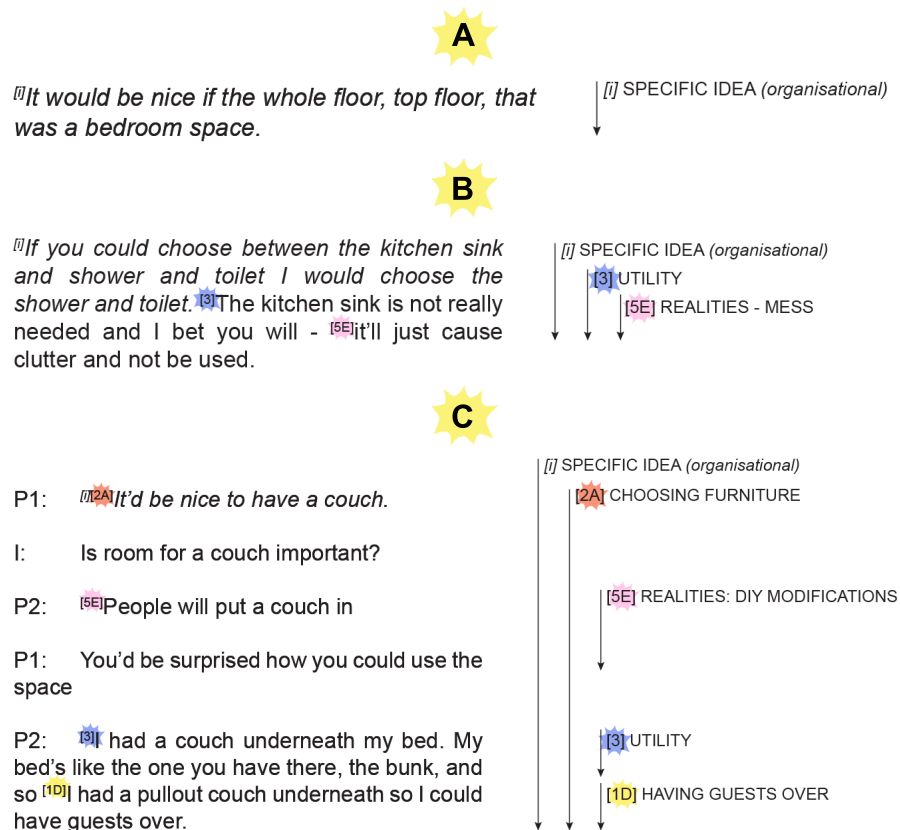 A
[i]It would be nice if the whole floor, top floor, that
was a bedroom space.
[i] SPECIFIC IDEA (organisational)
B
[i]If you could choose between the kitchen sink
and shower and toilet I would choose the
shower and toilet.[3]The kitchen sink is not really
needed and I bet you will - [5E]it'll just cause
clutter and not be used.
[i] SPECIFIC IDEA (organisational)
[3] UTILITY
[5E] REALITIES - MESS
C
P1: [i][2A]It'd be nice to have a couch.
I: Is room for a couch important?
P2: [5E]People will put a couch in
P1: You'd be surprised how you could use the
space
P2: [3]I had a couch underneath my bed. My
bed's like the one you have there, the bunk, and
so [1D]I had a pullout couch underneath so I could
have guests over.
[i] SPECIFIC IDEA (organisational)
[2A] CHOOSING FURNITURE
[5E] REALITIES: DIY MODIFICATIONS
[3] UTILITY
[1D] HAVING GUESTS OVER